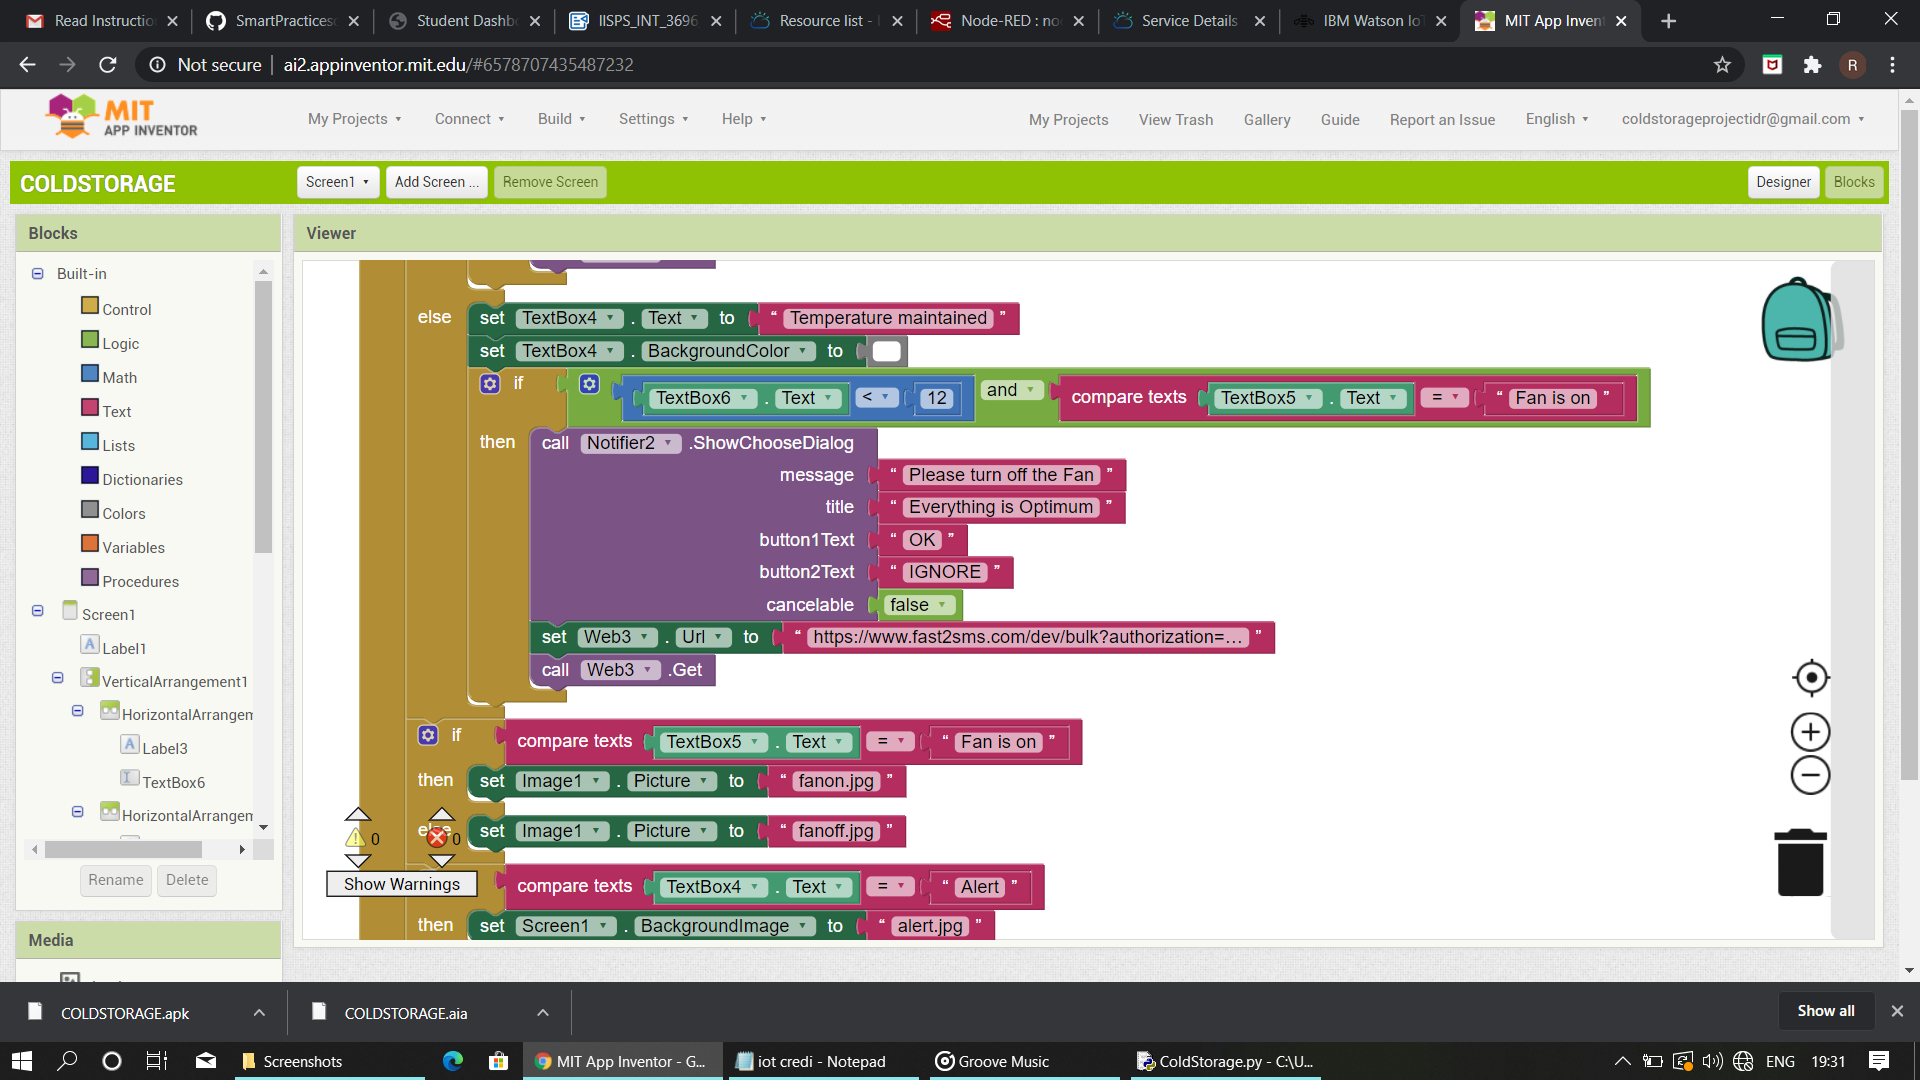 Read Instructio
SmartPractices
Student Dashb
IISPS_INT_3696
Resource list -
Node-RED : no
Service Details
IBM Watson Io
MIT App Inven
Not secure | ai2.appinventor.mit.edu/#6578707435487232
R
MIT
APP INVENTOR
My Projects Connect Build Settings Help My Projects View Trash Gallery Guide Report an Issue English coldstorageprojectidr@gmail.com
COLDSTORAGE Screen1 Add Screen ... Remove Screen Designer Blocks
Blocks
Built-in
Control
Logic
Math
Text
Lists
Dictionaries
Colors
Variables
Procedures
Screen1
Label1
VerticalArrangement1
HorizontalArrangem
Label3
TextBox6
HorizontalArrangem
Rename Delete
Media
Viewer
else set TextBox4 . Text to “ Temperature maintained ”
set TextBox4 . BackgroundColor to
if TextBox6 . Text < 12 and compare texts TextBox5 . Text = “ Fan is on ”
then call Notifier2 .ShowChooseDialog
message “ Please turn off the Fan ”
title “ Everything is Optimum ”
button1Text “ OK ”
button2Text “ IGNORE ”
cancelable false
set Web3 . Url to “ https://www.fast2sms.com/dev/bulk?authorization=... ”
call Web3 .Get
if compare texts TextBox5 . Text = “ Fan is on ”
then set Image1 . Picture to “ fanon.jpg ”
else set Image1 . Picture to “ fanoff.jpg ”
0 0
Show Warnings
compare texts TextBox4 . Text = “ Alert ”
then set Screen1 . BackgroundImage to “ alert.jpg ”
COLDSTORAGE.apk
COLDSTORAGE.aia
Show all
Screenshots
MIT App Inventor - G...
iot credi - Notepad
Groove Music
ColdStorage.py - C:\U...
ENG 19:31